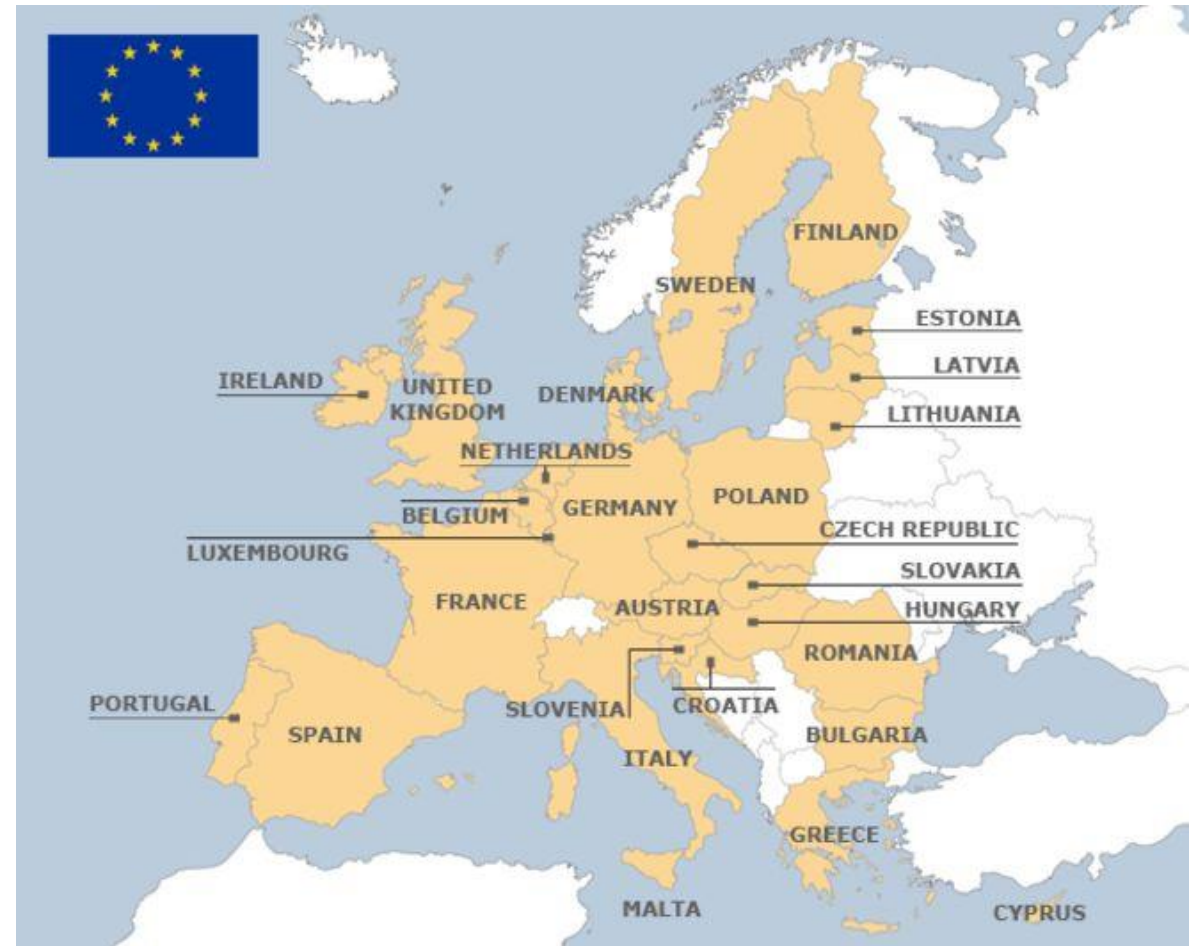 FINLAND
SWEDEN
ESTONIA
LATVIA
IRELAND
UNITED
KINGDOM
DENMARK
LITHUANIA
NETHERLANDS
POLAND
GERMANY
BELGIUM
CZECH REPUBLIC
LUXEMBOURG
SLOVAKIA
FRANCE
AUSTRIA
HUNGARY
ROMANIA
PORTUGAL
SLOVENIA
CROATIA
SPAIN
BULGARIA
ITALY
GREECE
MALTA
CYPRUS